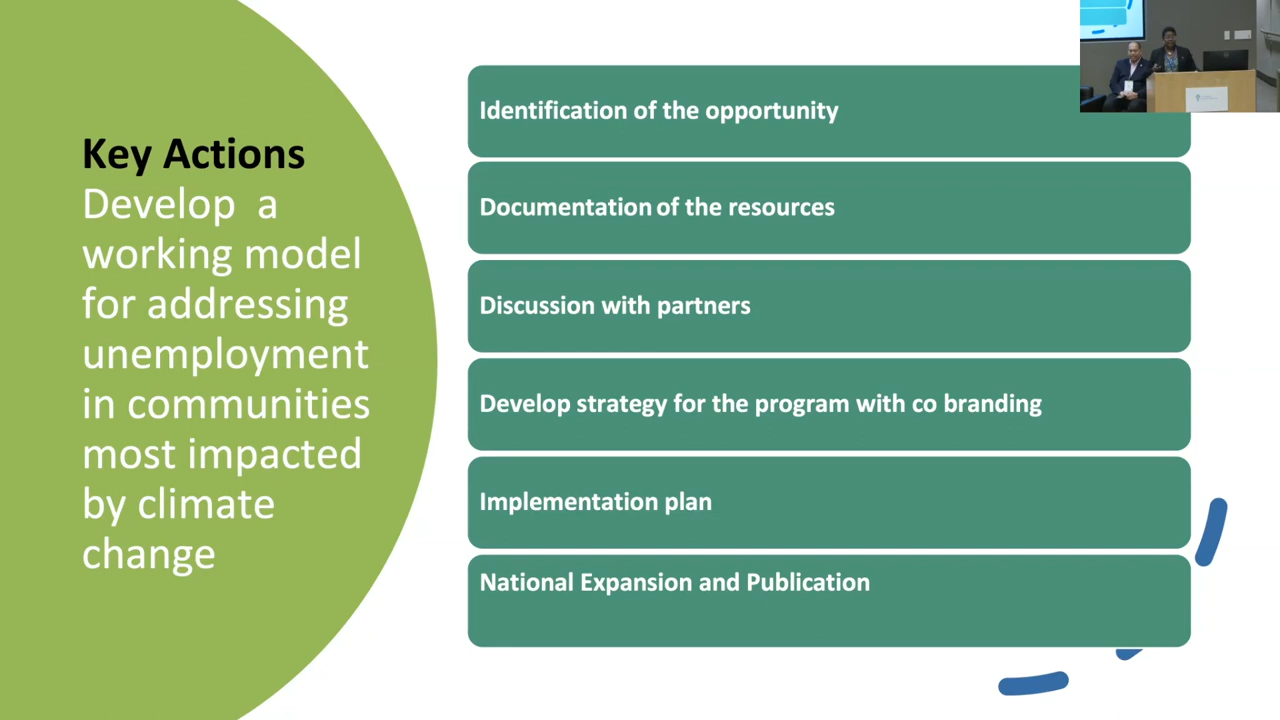 Key Actions
Develop a
working model
for addressing
unemployment
in communities
most impacted
by climate
change
Identification of the opportunity
Documentation of the resources
Discussion with partners
Develop strategy for the program with co branding
Implementation plan
National Expansion and Publication